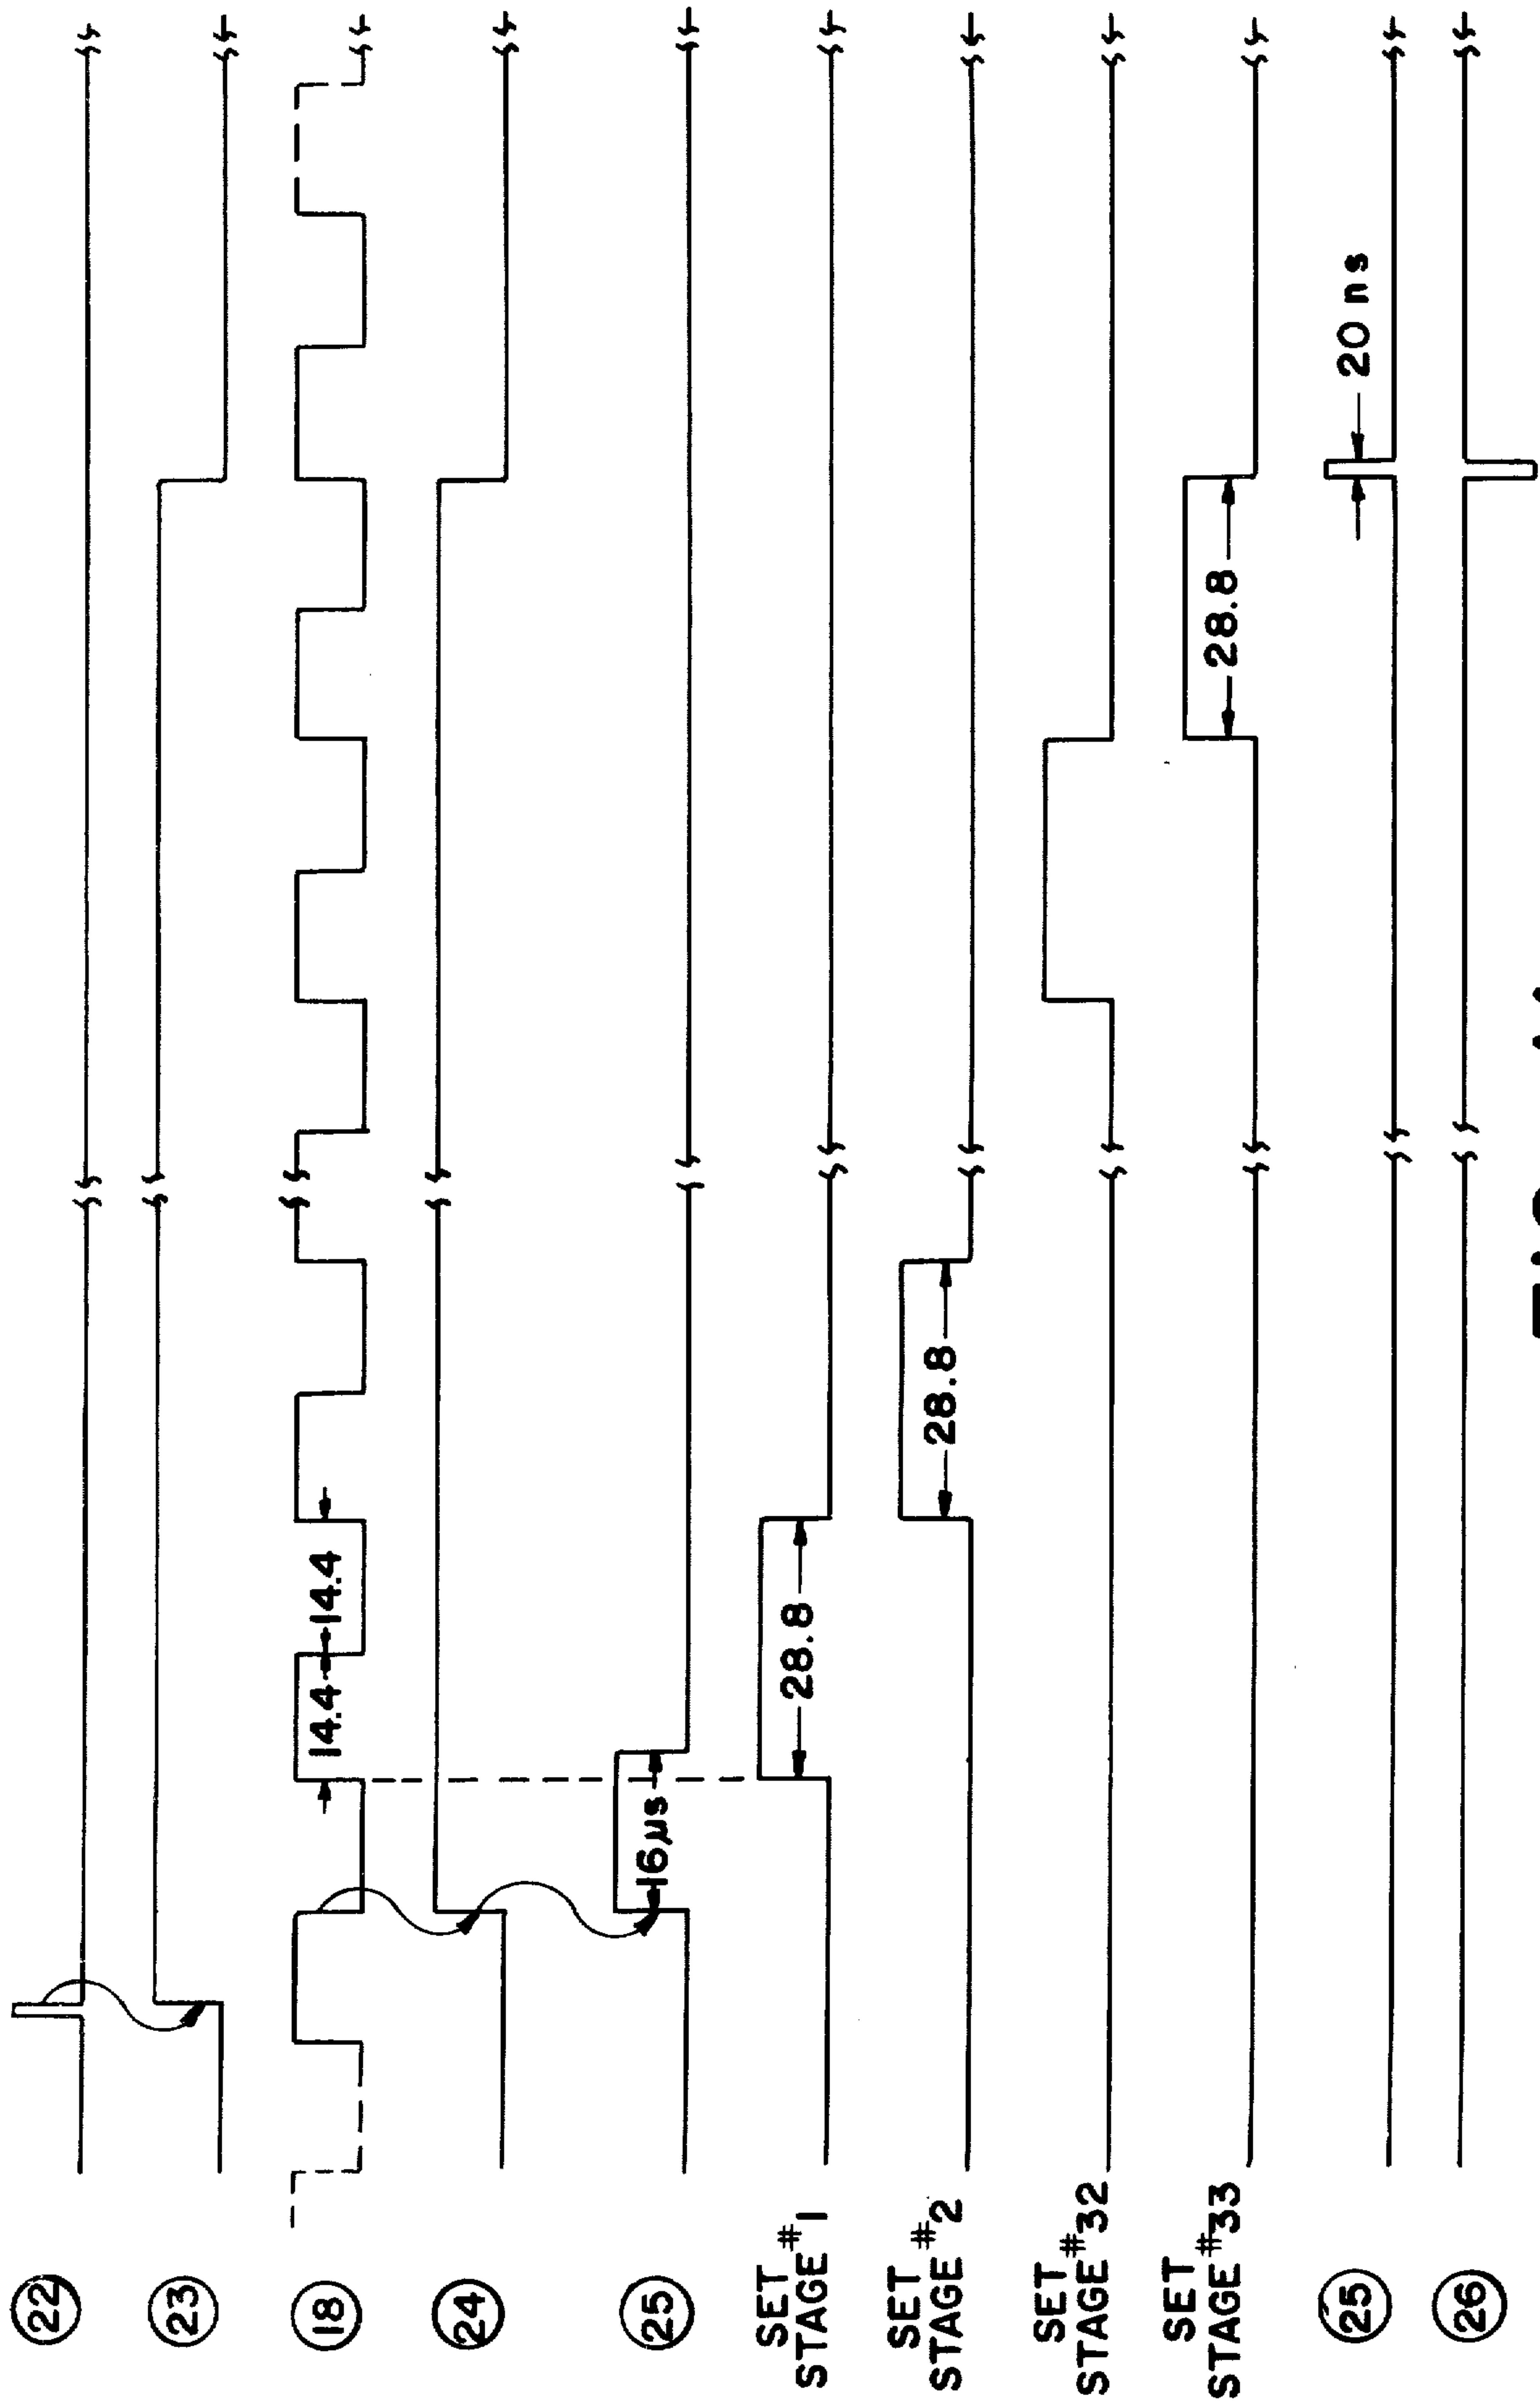 22
23
18
14.4 14.4
24
25
16µs
SET
STAGE #1
28.8
SET
STAGE #2
28.8
SET
STAGE #32
SET
STAGE #33
28.8
25
20 ns
26